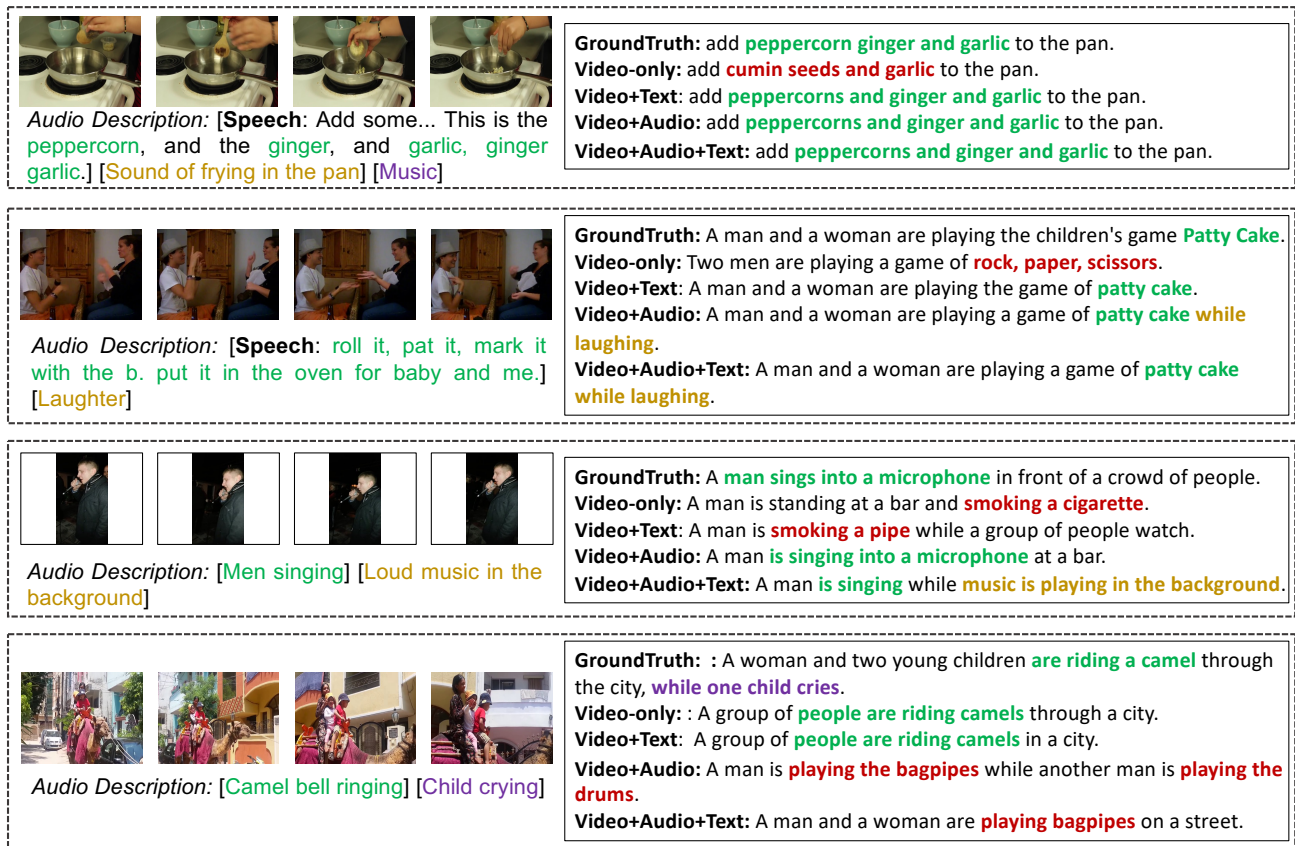 GroundTruth: add peppercorn ginger and garlic to the pan.
Video-only: add cumin seeds and garlic to the pan.
Video+Text: add peppercorns and ginger and garlic to the pan.
Video+Audio: add peppercorns and ginger and garlic to the pan.
Video+Audio+Text: add peppercorns and ginger and garlic to the pan.
Audio Description: [Speech: Add some... This is the
peppercorn, and the ginger, and garlic, ginger
garlic.] [Sound of frying in the pan] [Music]
GroundTruth: A man and a woman are playing the children's game Patty Cake.
Video-only: Two men are playing a game of rock, paper, scissors.
Video+Text: A man and a woman are playing the game of patty cake.
Video+Audio: A man and a woman are playing a game of patty cake while
laughing.
Video+Audio+Text: A man and a woman are playing a game of patty cake
while laughing.
Audio Description: [Speech: roll it, pat it, mark it
with the b. put it in the oven for baby and me.]
[Laughter]
GroundTruth: A man sings into a microphone in front of a crowd of people.
Video-only: A man is standing at a bar and smoking a cigarette.
Video+Text: A man is smoking a pipe while a group of people watch.
Video+Audio: A man is singing into a microphone at a bar.
Video+Audio+Text: A man is singing while music is playing in the background.
Audio Description: [Men singing] [Loud music in the
background]
GroundTruth: : A woman and two young children are riding a camel through
the city, while one child cries.
Video-only: : A group of people are riding camels through a city.
Video+Text: A group of people are riding camels in a city.
Video+Audio: A man is playing the bagpipes while another man is playing the
drums.
Video+Audio+Text: A man and a woman are playing bagpipes on a street.
Audio Description: [Camel bell ringing] [Child crying]